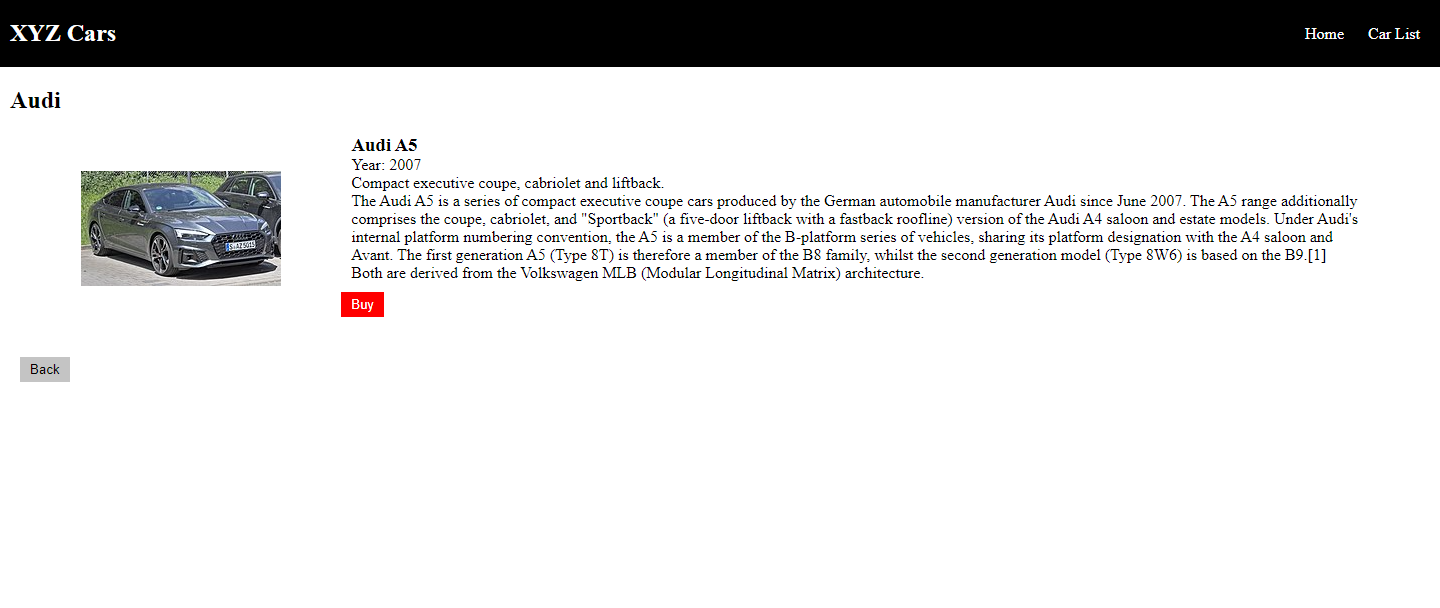 XYZ Cars
Home
Car List
Audi
Audi A5
Year: 2007
Compact executive coupe, cabriolet and liftback.
The Audi A5 is a series of compact executive coupe cars produced by the German automobile manufacturer Audi since June 2007. The A5 range additionally
comprises the coupe, cabriolet, and "Sportback" (a five-door liftback with a fastback roofline) version of the Audi A4 saloon and estate models. Under Audi's
internal platform numbering convention, the A5 is a member of the B-platform series of vehicles, sharing its platform designation with the A4 saloon and
Avant. The first generation A5 (Type 8T) is therefore a member of the B8 family, whilst the second generation model (Type 8W6) is based on the B9.[1]
Both are derived from the Volkswagen MLB (Modular Longitudinal Matrix) architecture.
S AZ5015
Buy
Back